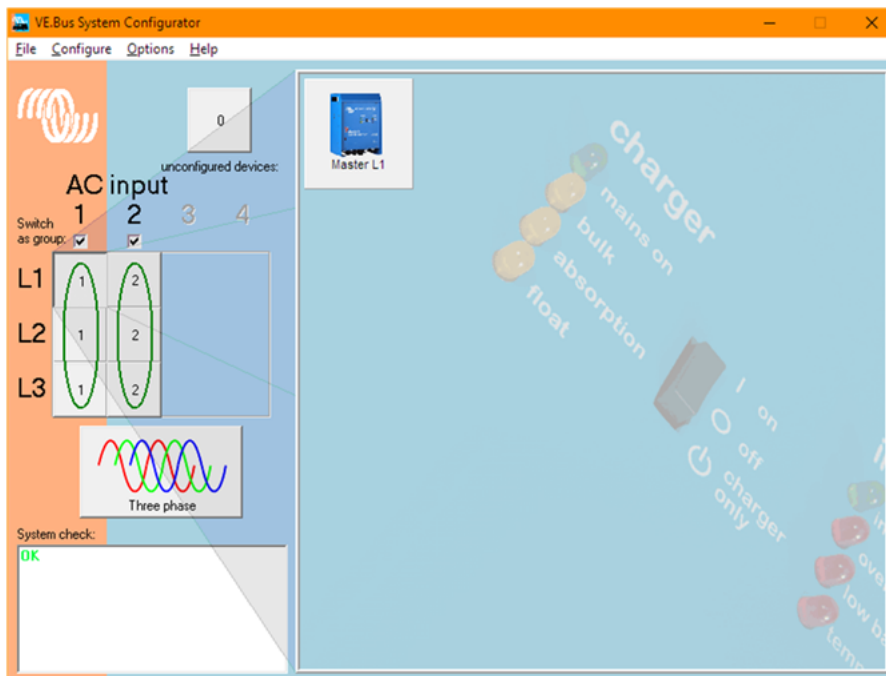 VE.Bus System Configurator
File Configure Options Help
0
unconfigured devices:
AC input
Switch as group:
1 2 3 4
L1 1 2
L2 1 2
L3 1 2
Three phase
System check:
OK
Master L1
charger
mains on
bulk
absorption
float
I on
O off
charger only